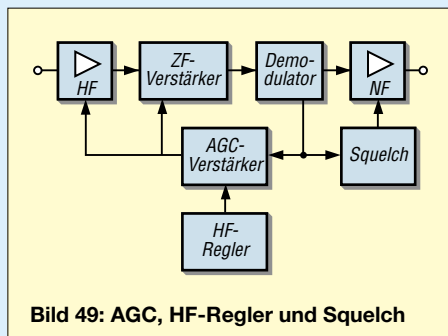 HF
ZF-
Verstärker
Demo-
dulator
NF
AGC-
Verstärker
Squelch
HF-
Regler
Bild 49: AGC, HF-Regler und Squelch